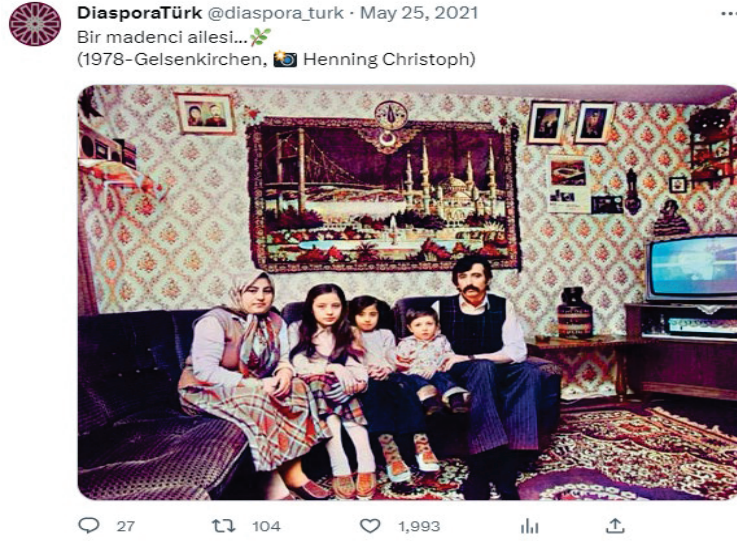 DiasporaTürk @diaspora_turk · May 25, 2021
Bir madenci ailesi...🌿
(1978-Gelsenkirchen, 📸 Henning Christoph)
27 104 1,993